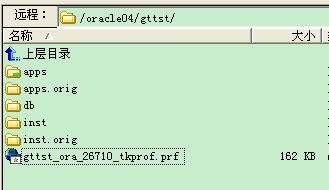 远程: /oracle04/gttst/
名称 大小
上层目录
apps
apps.orig
db
inst
inst.orig
gttst_ora_26710_tkprof.prf 162 KB